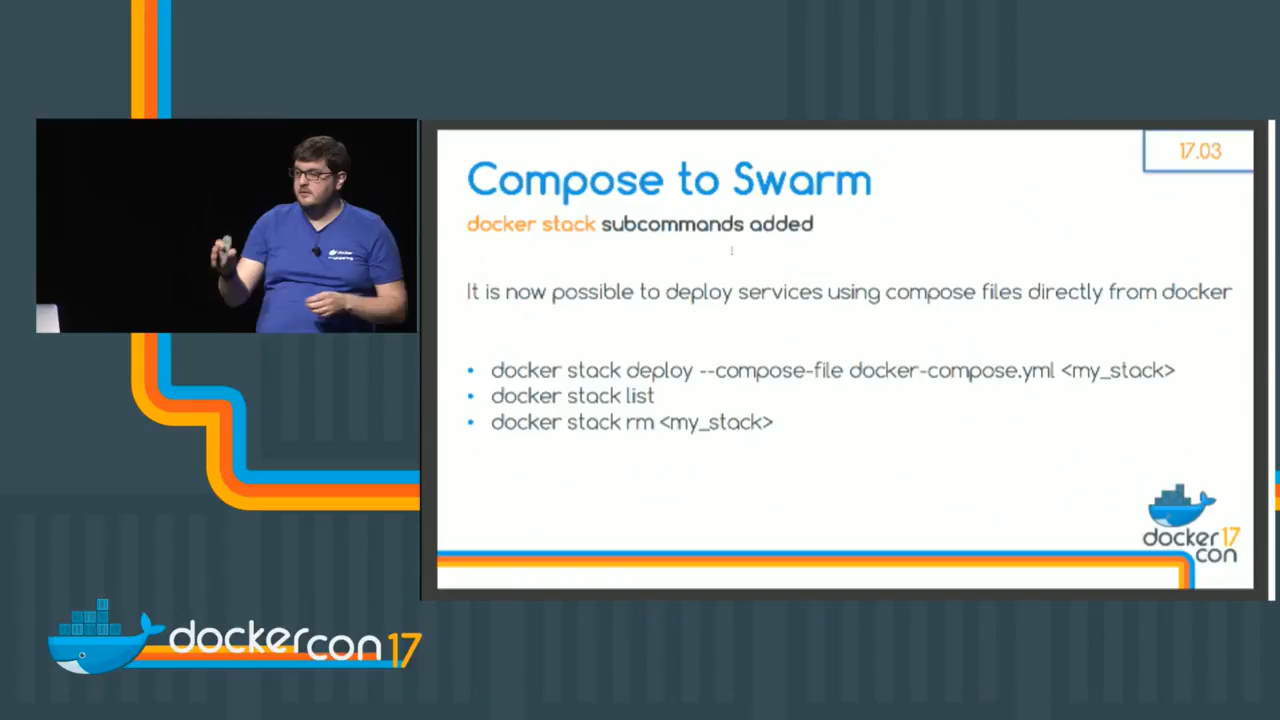 17.03
Compose to Swarm
docker stack subcommands added
It is now possible to deploy services using compose files directly from docker
• docker stack deploy --compose-file docker-compose.yml <my_stack>
• docker stack list
• docker stack rm <my_stack>
docker 17
con
docker
dockercon 17